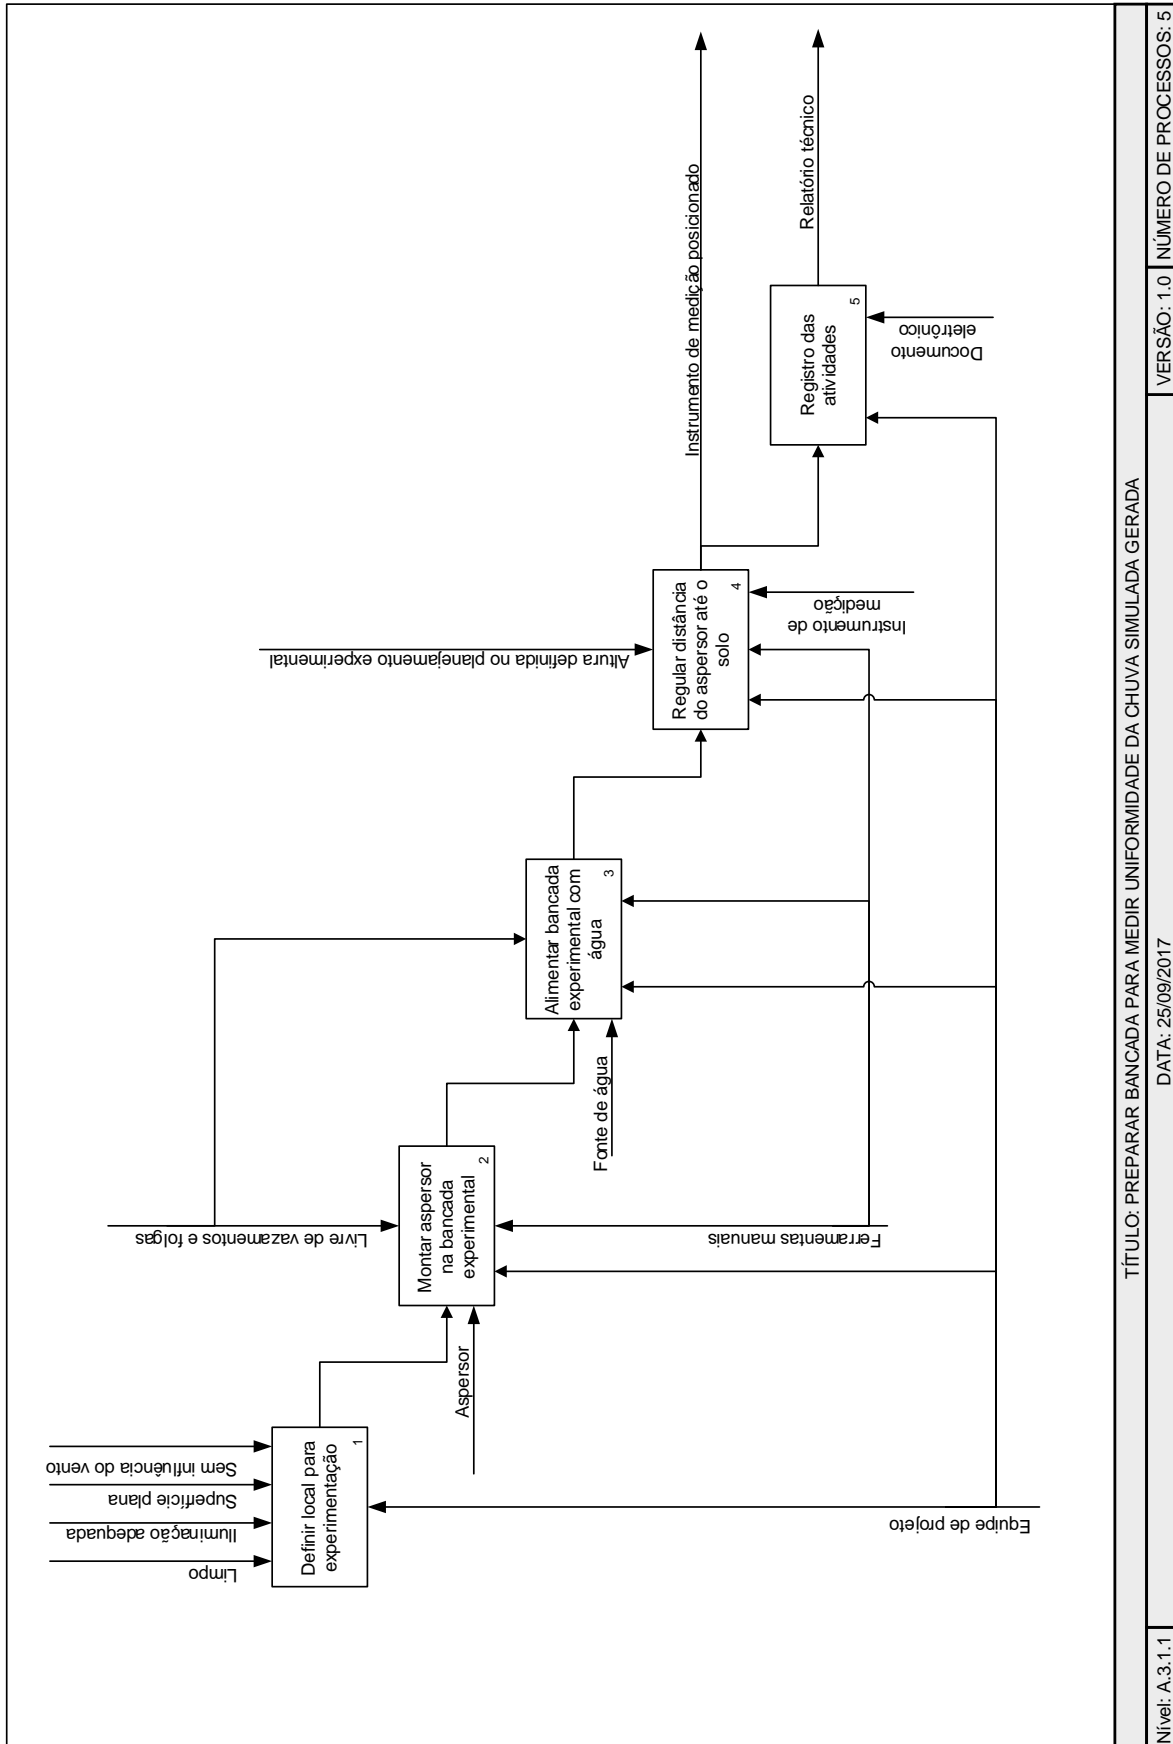 Limpo
Iluminação adequada
Superfície plana
Sem influência do vento
Definir local para
experimentação
1
Equipe de projeto
Livre de vazamentos e folgas
Aspersor
Montar aspersor
na bancada
experimental
2
Ferramentas manuais
Fonte de água
Alimentar bancada
experimental com
água
3
Altura definida no planejamento experimental
Regular distância
do aspersor até o
solo
4
Instrumento de
medição
Instrumento de medição posicionado
Registro das
atividades
5
Documento
eletrônico
Relatório técnico
TÍTULO: PREPARAR BANCADA PARA MEDIR UNIFORMIDADE DA CHUVA SIMULADA GERADA
Nível: A.3.1.1
DATA: 25/09/2017
VERSÃO: 1.0
NÚMERO DE PROCESSOS: 5